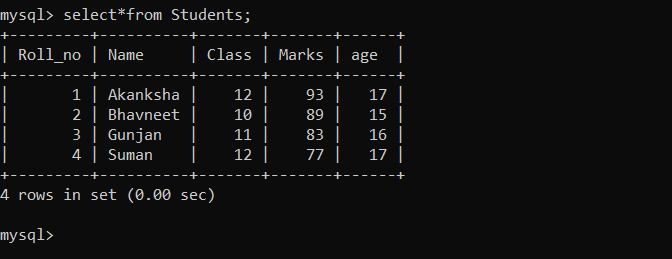 mysql> select*from Students;
+---------+----------+-------+-------+------+
| Roll_no | Name     | Class | Marks | age  |
+---------+----------+-------+-------+------+
|       1 | Akanksha |    12 |    93 |   17 |
|       2 | Bhavneet |    10 |    89 |   15 |
|       3 | Gunjan   |    11 |    83 |   16 |
|       4 | Suman    |    12 |    77 |   17 |
+---------+----------+-------+-------+------+
4 rows in set (0.00 sec)
mysql>